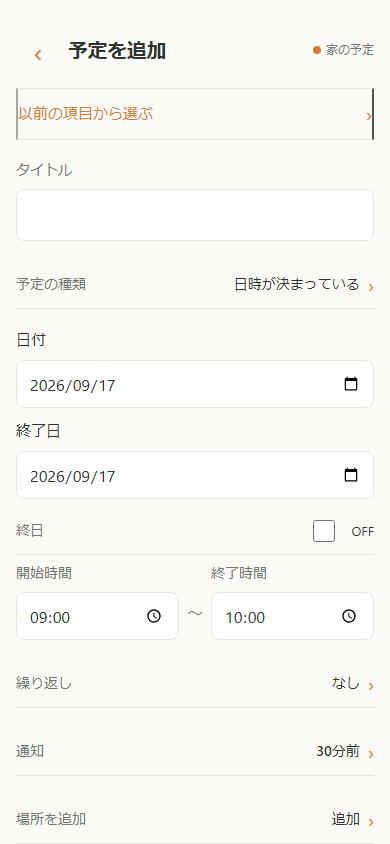 ‹ 予定を追加 家の予定
以前の項目から選ぶ ›
タイトル
予定の種類 日時が決まっている ›
日付
2026/09/17
終了日
2026/09/17
終日 OFF
開始時間 終了時間
09:00 〜 10:00
繰り返し なし ›
通知 30分前 ›
場所を追加 追加 ›